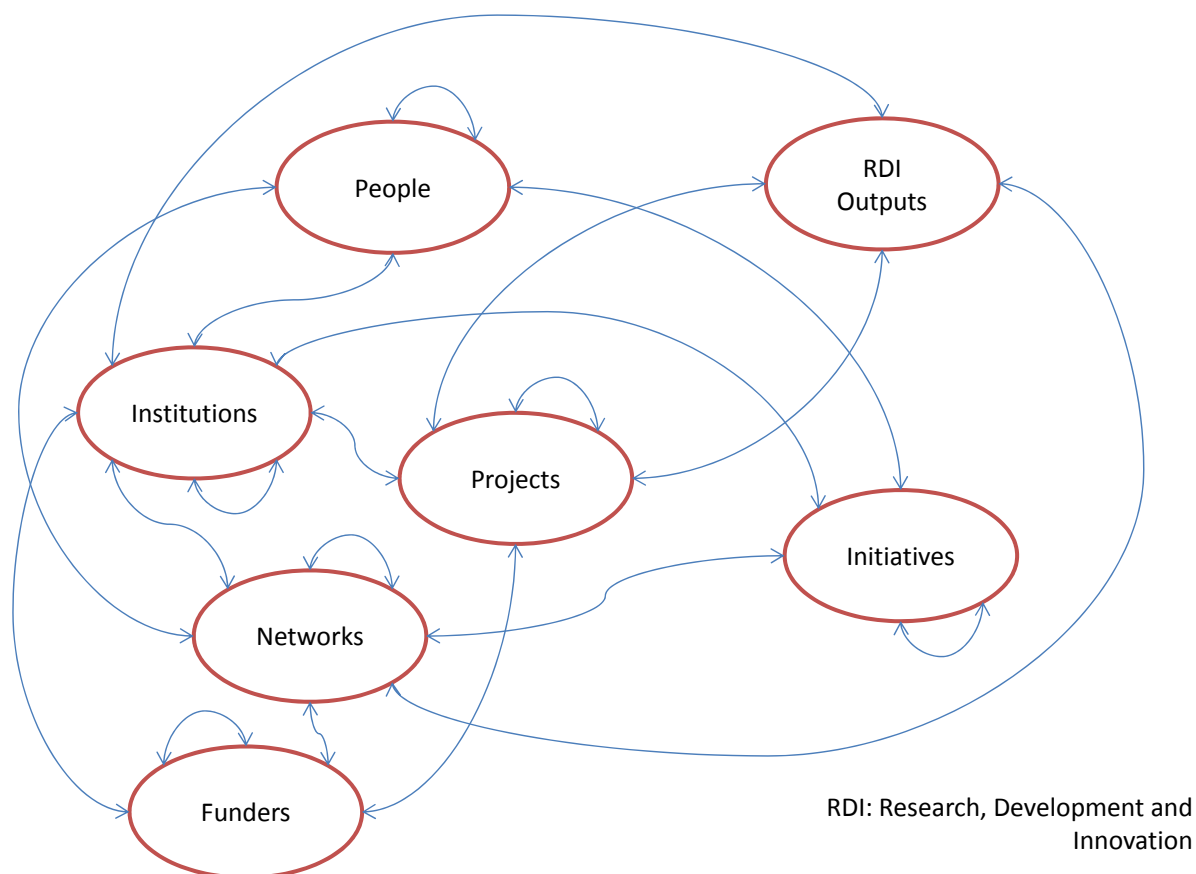 People
RDI
Outputs
Institutions
Projects
Initiatives
Networks
Funders
RDI: Research, Development and
Innovation